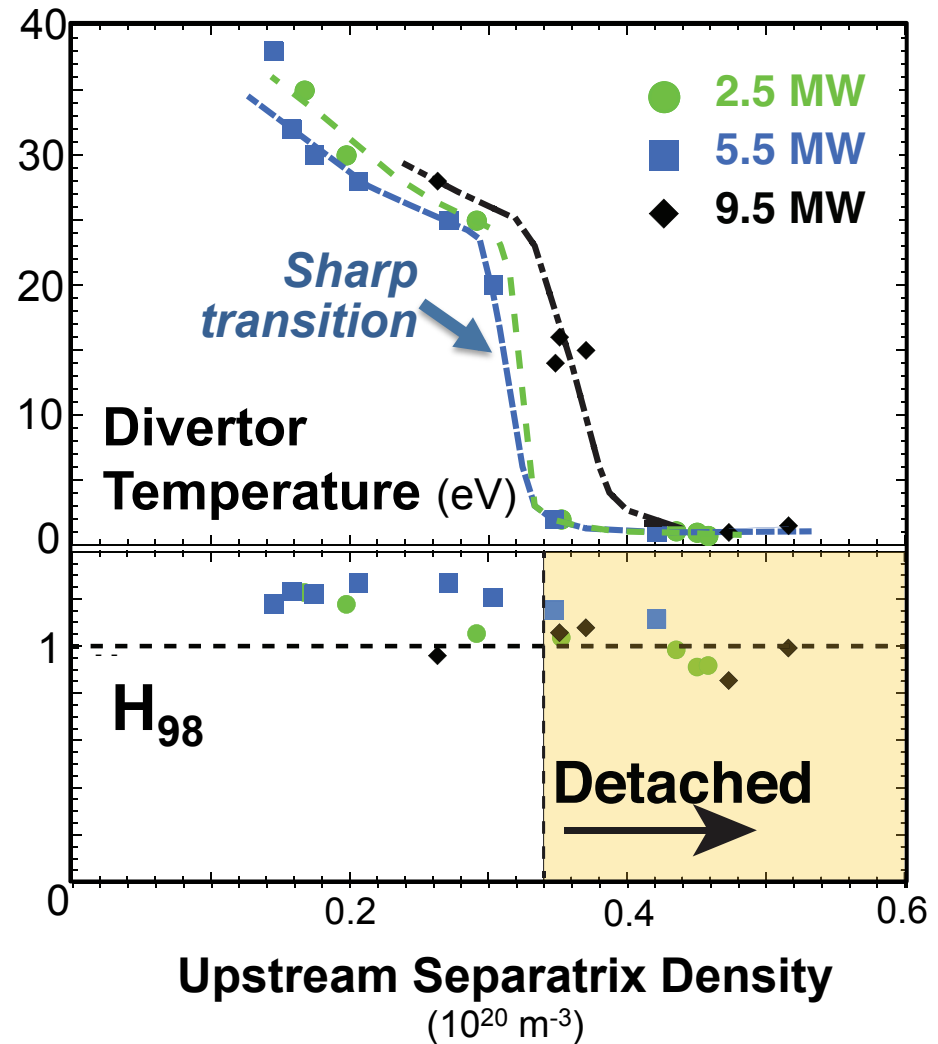 40
30
20
10
0
2.5 MW
5.5 MW
9.5 MW
Sharp
transition
Divertor
Temperature (eV)
1
H98
Detached
0
0.2
0.4
0.6
Upstream Separatrix Density
(10²⁰ m⁻³)